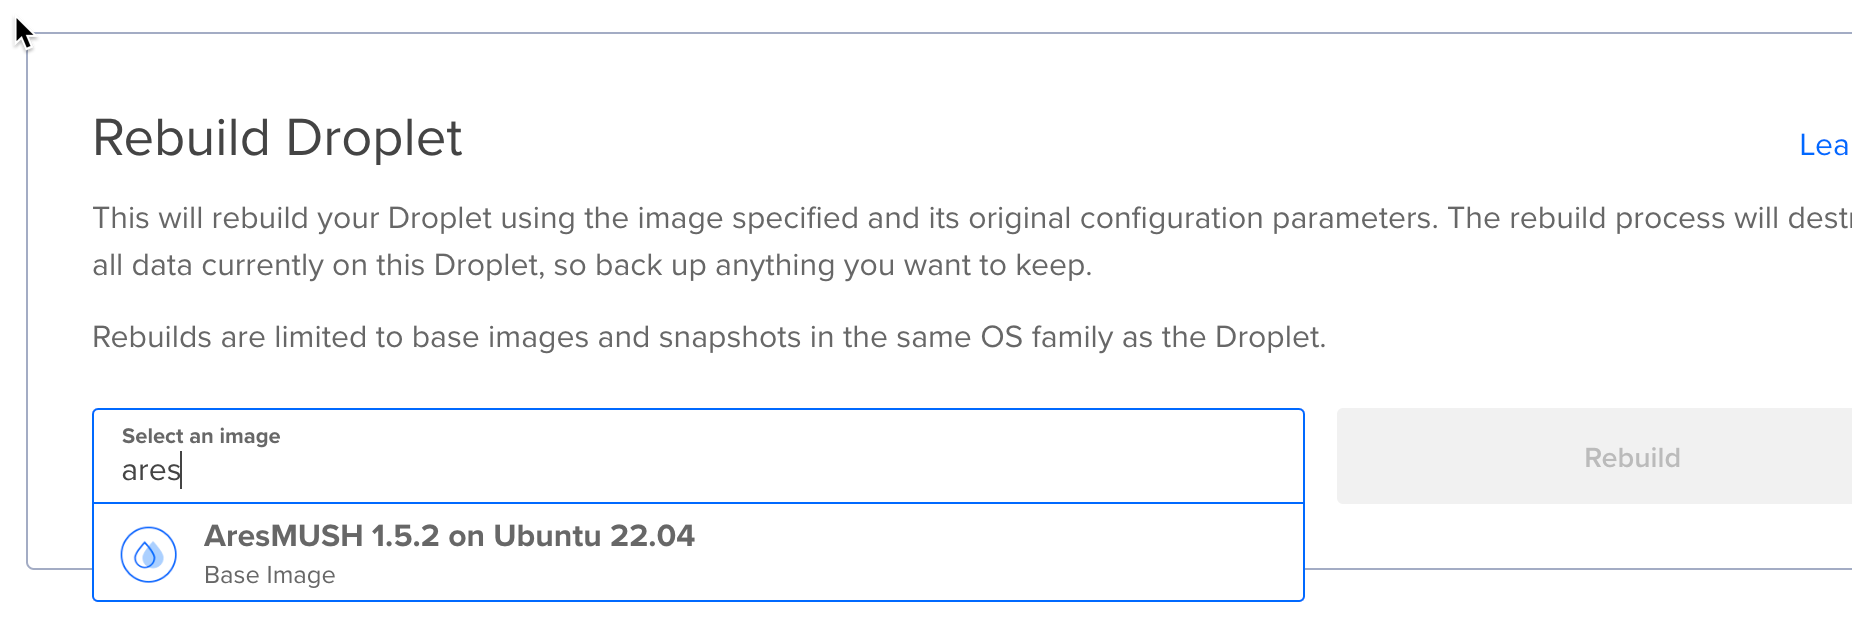 Rebuild Droplet
Lea
This will rebuild your Droplet using the image specified and its original configuration parameters. The rebuild process will destr
all data currently on this Droplet, so back up anything you want to keep.
Rebuilds are limited to base images and snapshots in the same OS family as the Droplet.
Select an image
ares
Rebuild
AresMUSH 1.5.2 on Ubuntu 22.04
Base Image